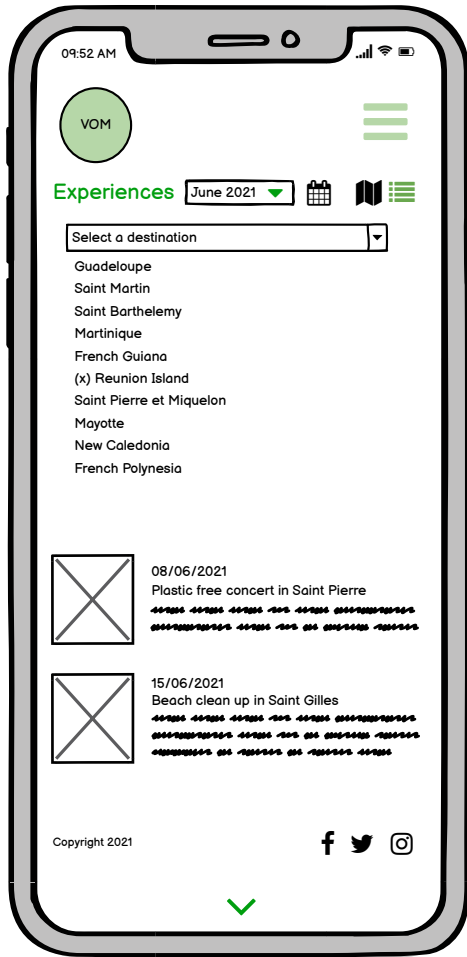 09:52 AM
VOM
Experiences
June 2021
Select a destination
Guadeloupe
Saint Martin
Saint Barthelemy
Martinique
French Guiana
(x) Reunion Island
Saint Pierre et Miquelon
Mayotte
New Caledonia
French Polynesia
08/06/2021
Plastic free concert in Saint Pierre
15/06/2021
Beach clean up in Saint Gilles
Copyright 2021